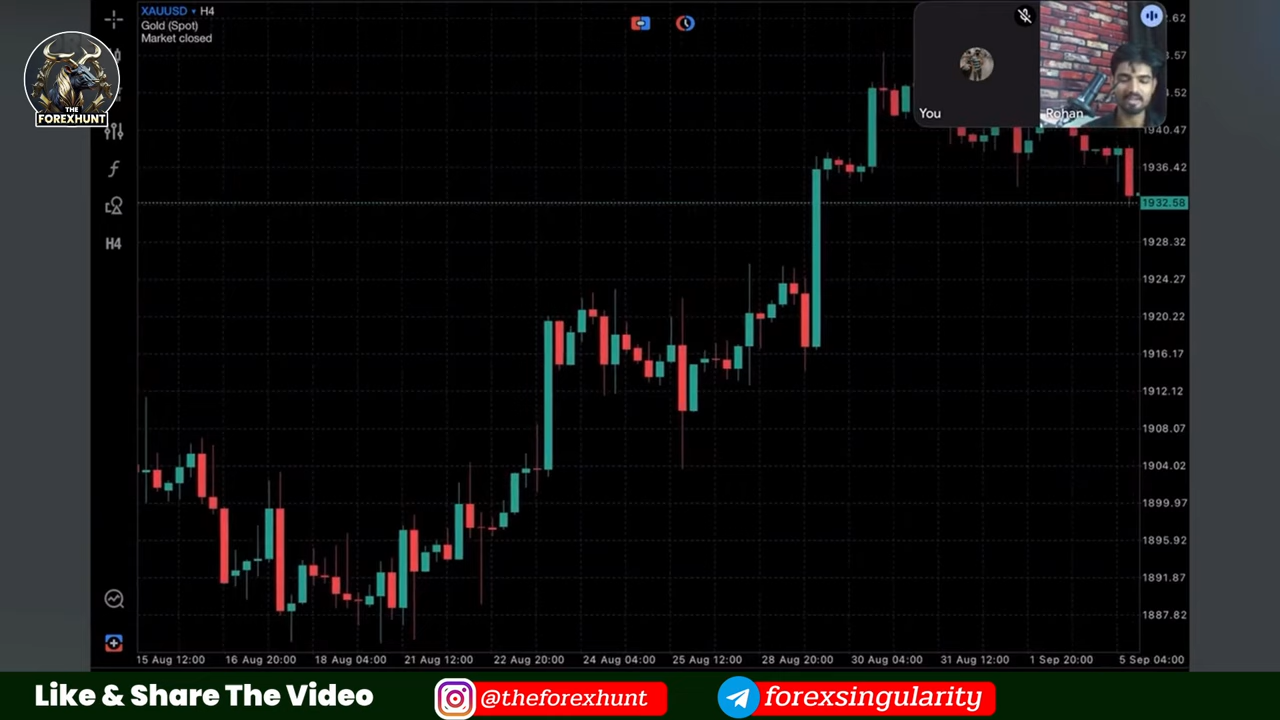 XAUUSD ▾ H4
Gold (Spot)
Market closed
THE
FOREXHUNT
H4
You
Rohan
1940.47
1936.42
1932.58
1928.32
1924.27
1920.22
1916.17
1912.12
1908.07
1904.02
1899.97
1895.92
1891.87
1887.82
15 Aug 12:00
16 Aug 20:00
18 Aug 04:00
21 Aug 12:00
22 Aug 20:00
24 Aug 04:00
25 Aug 12:00
28 Aug 20:00
30 Aug 04:00
31 Aug 12:00
1 Sep 20:00
5 Sep 04:00
Like & Share The Video
@theforexhunt
forexsingularity